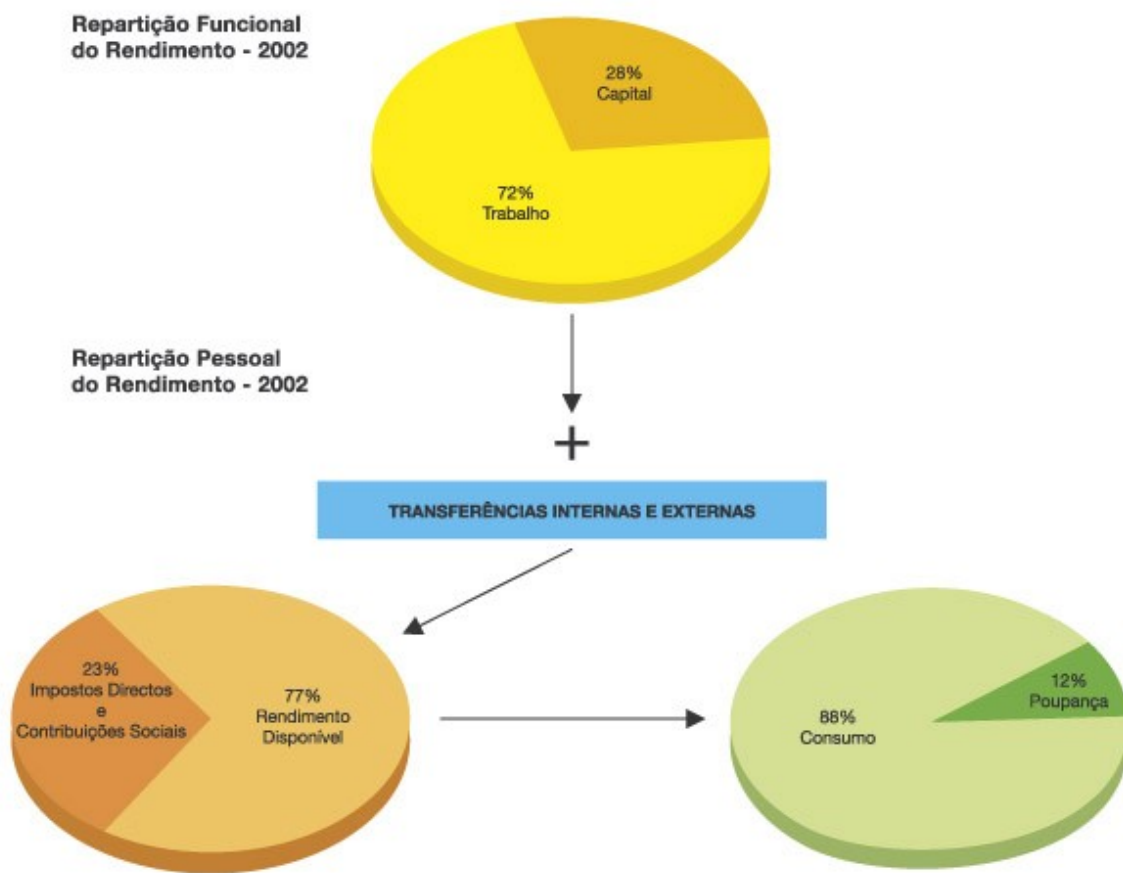 Repartição Funcional
do Rendimento - 2002
28%
Capital
72%
Trabalho
Repartição Pessoal
do Rendimento - 2002
+
TRANSFERÊNCIAS INTERNAS E EXTERNAS
23%
Impostos Directos
e
Contribuições Sociais
77%
Rendimento
Disponível
88%
Consumo
12%
Poupança